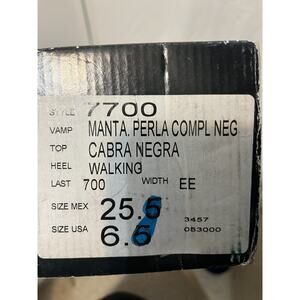 STYLE 7700
VAMP MANTA. PERLA COMPL NEG
TOP CABRA NEGRA
HEEL WALKING
LAST 700 WIDTH EE
SIZE MEX 25.5 3457
SIZE USA 6.5 053000